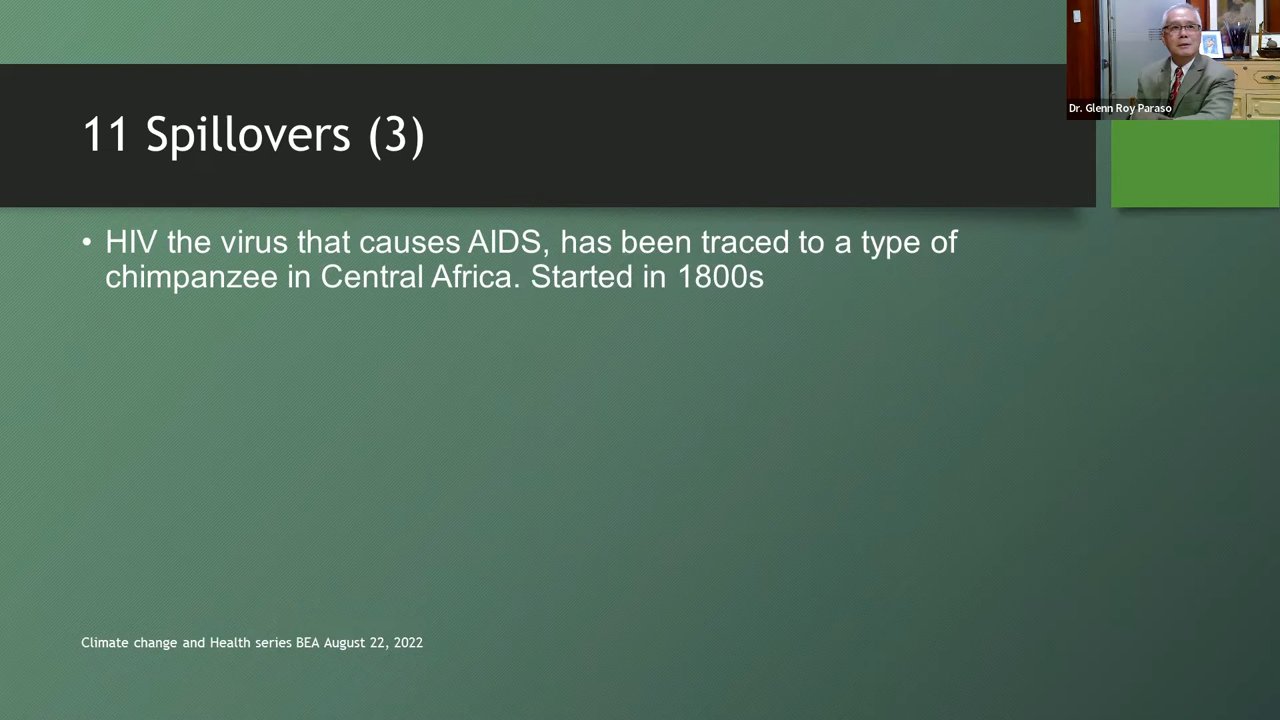 Dr. Glenn Roy Paraso
11 Spillovers (3)
• HIV the virus that causes AIDS, has been traced to a type of
chimpanzee in Central Africa. Started in 1800s
Climate change and Health series BEA August 22, 2022